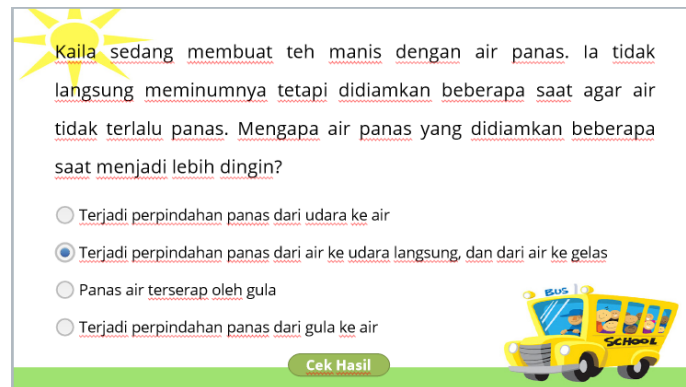 Kaila sedang membuat teh manis dengan air panas. Ia tidak
langsung meminumnya tetapi didiamkan beberapa saat agar air
tidak terlalu panas. Mengapa air panas yang didiamkan beberapa
saat menjadi lebih dingin?
Terjadi perpindahan panas dari udara ke air
Terjadi perpindahan panas dari air ke udara langsung, dan dari air ke gelas
Panas air terserap oleh gula
Terjadi perpindahan panas dari gula ke air
BUS
SCHOOL
Cek Hasil